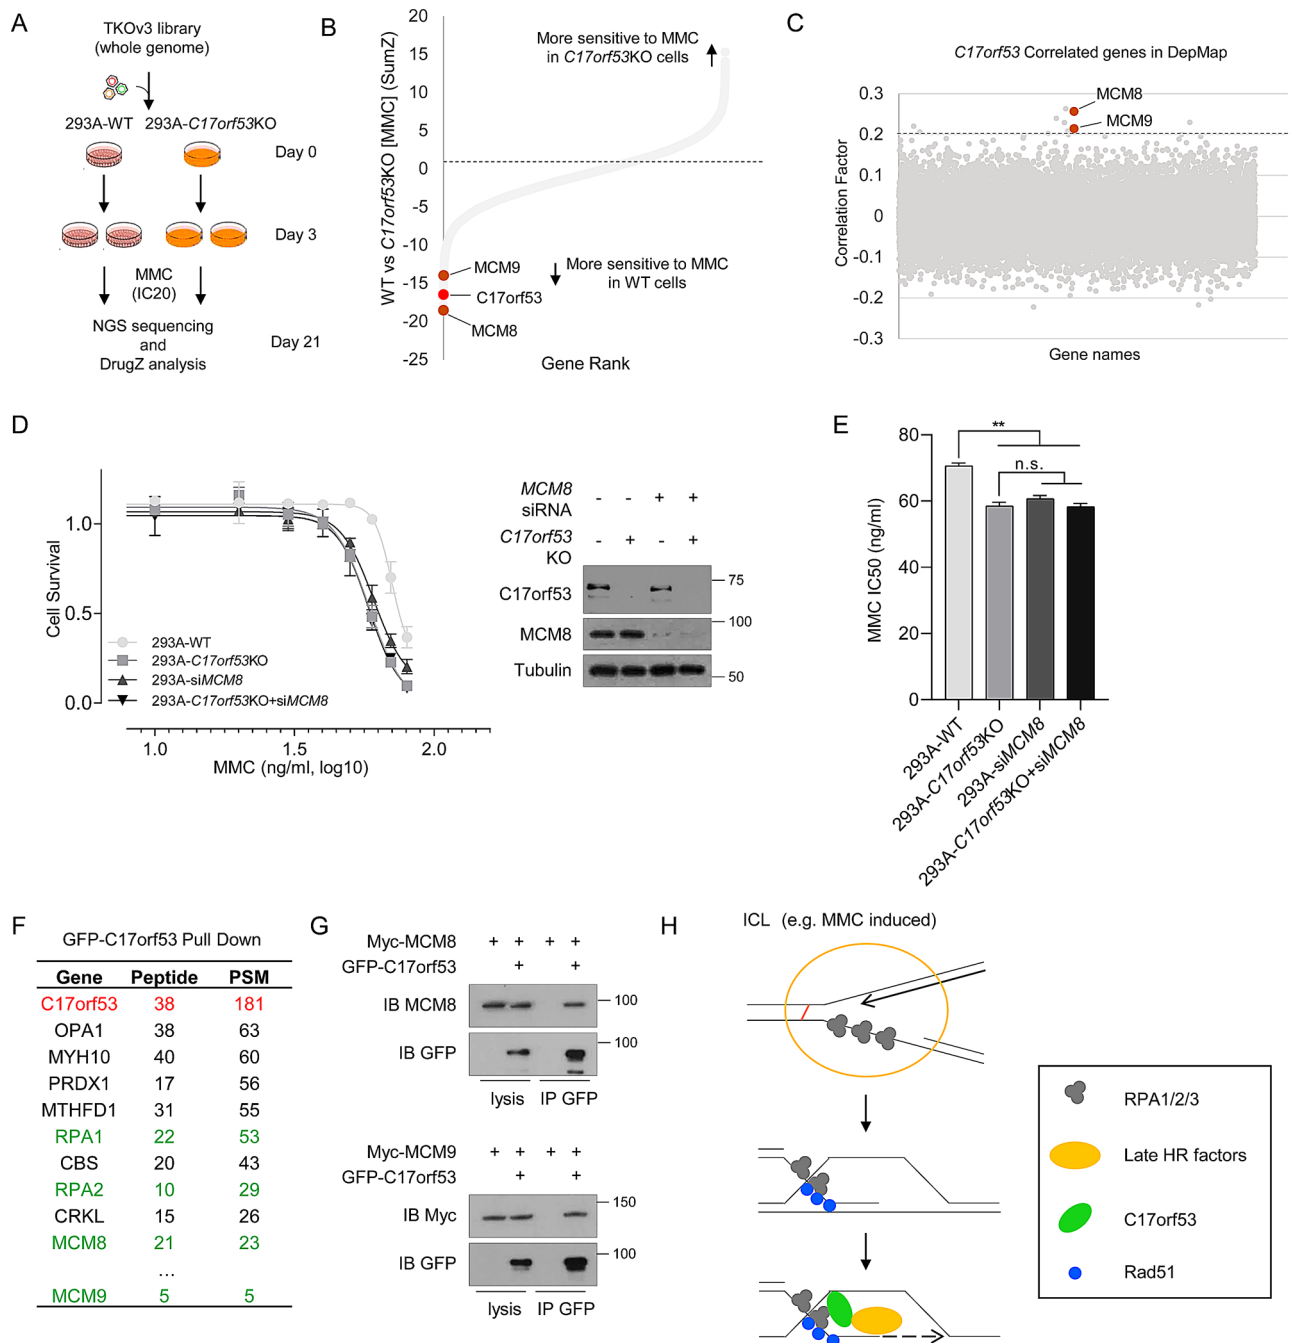 A
TKOv3 library
(whole genome)
293A-WT
293A-C17orf53KO
Day 0
Day 3
MMC
(IC20)
NGS sequencing
and
DrugZ analysis
Day 21
B
WT vs C17orf53KO [MMC] (SumZ)
20
15
10
5
0
-5
-10
-15
-20
-25
More sensitive to MMC
in C17orf53KO cells
MCM9
C17orf53
MCM8
More sensitive to MMC
in WT cells
Gene Rank
C
C17orf53 Correlated genes in DepMap
Correlation Factor
0.3
0.2
0.1
0
-0.1
-0.2
-0.3
MCM8
MCM9
Gene names
D
Cell Survival
1.0
0.5
0.0
293A-WT
293A-C17orf53KO
293A-siMCM8
293A-C17orf53KO+siMCM8
1.0
1.5
2.0
MMC (ng/ml, log10)
MCM8
siRNA
- - + +
C17orf53
KO
- + - +
C17orf53
75
MCM8
100
Tubulin
50
E
MMC IC50 (ng/ml)
80
60
40
20
0
**
n.s.
293A-WT
293A-C17orf53KO
293A-siMCM8
293A-C17orf53KO+siMCM8
F
GFP-C17orf53 Pull Down
Gene Peptide PSM
C17orf53 38 181
OPA1 38 63
MYH10 40 60
PRDX1 17 56
MTHFD1 31 55
RPA1 22 53
CBS 20 43
RPA2 10 29
CRKL 15 26
MCM8 21 23
...
MCM9 5 5
G
Myc-MCM8 + + + +
GFP-C17orf53 + +
IB MCM8
100
IB GFP
100
lysis IP GFP
Myc-MCM9 + + + +
GFP-C17orf53 + +
IB Myc
150
IB GFP
100
lysis IP GFP
H
ICL (e.g. MMC induced)
RPA1/2/3
Late HR factors
C17orf53
Rad51